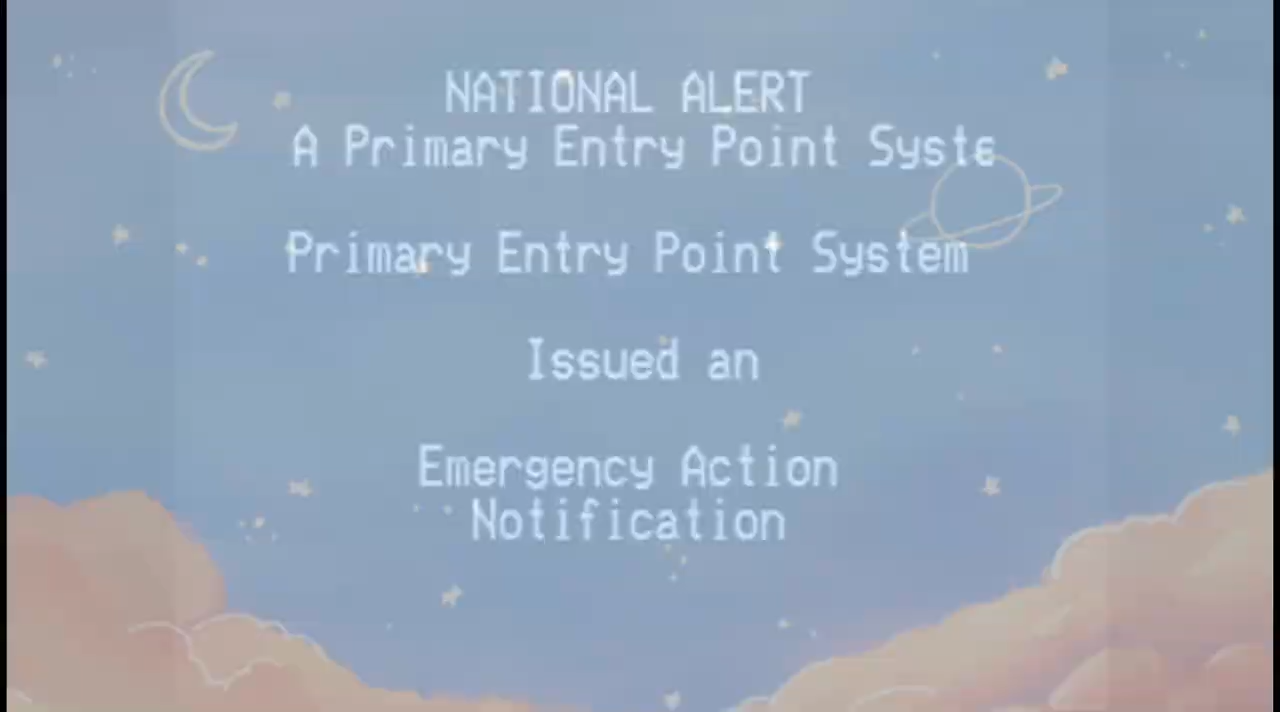 NATIONAL ALERT
A Primary Entry Point Syste
Primary Entry Point System
Issued an
Emergency Action
Notification